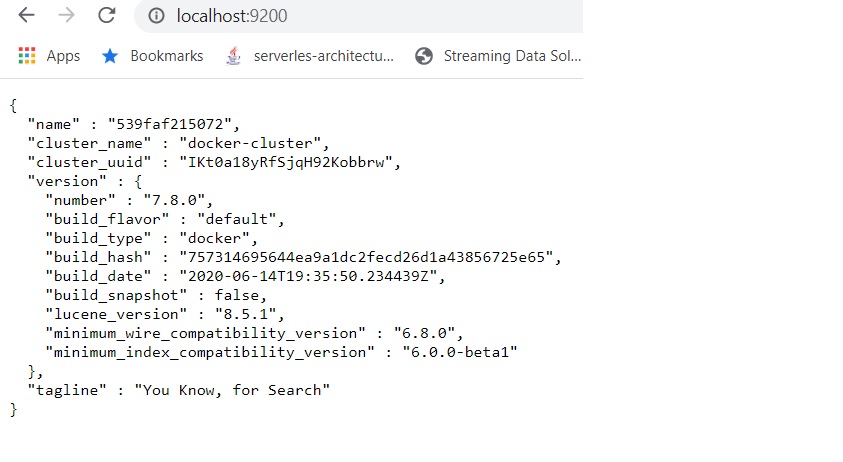 localhost:9200
Apps Bookmarks serverles-architectu... Streaming Data Sol...
{
"name" : "539faf215072",
"cluster_name" : "docker-cluster",
"cluster_uuid" : "IKt0a18yRfSjqH92Kobbrw",
"version" : {
"number" : "7.8.0",
"build_flavor" : "default",
"build_type" : "docker",
"build_hash" : "757314695644ea9a1dc2fecd26d1a43856725e65",
"build_date" : "2020-06-14T19:35:50.234439Z",
"build_snapshot" : false,
"lucene_version" : "8.5.1",
"minimum_wire_compatibility_version" : "6.8.0",
"minimum_index_compatibility_version" : "6.0.0-beta1"
},
"tagline" : "You Know, for Search"
}